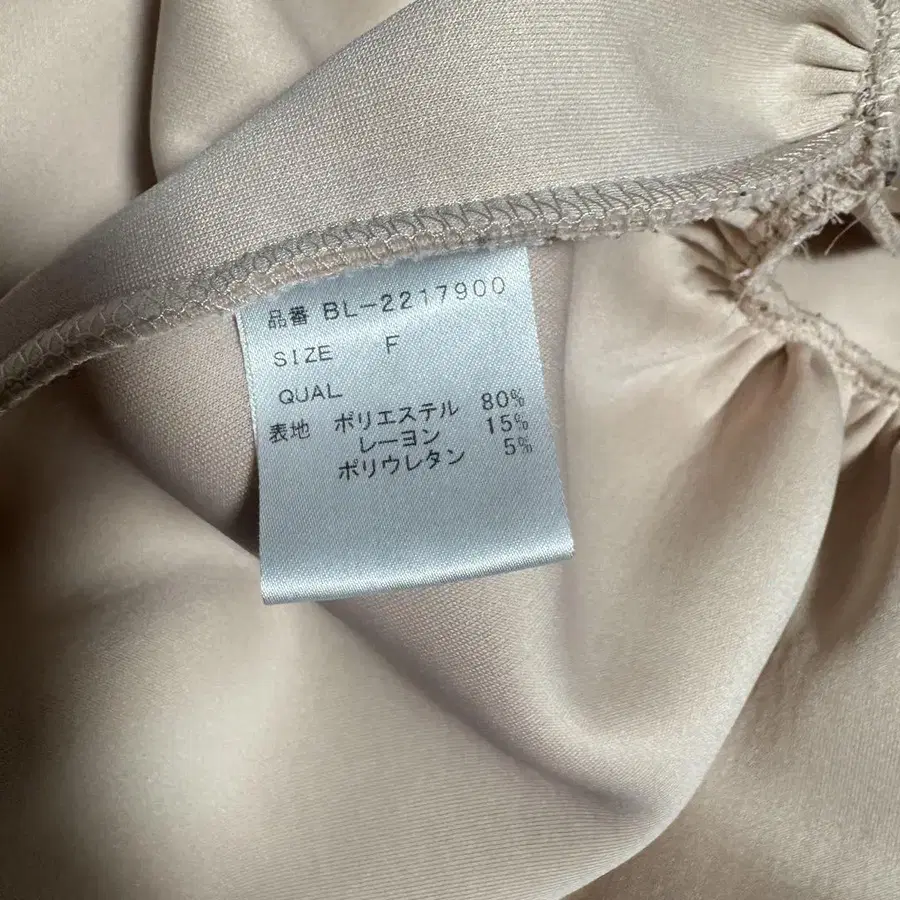 品番 BL-2217900
SIZE F
QUAL
表地 ポリエステル 80%
レーヨン 15%
ポリウレタン 5%